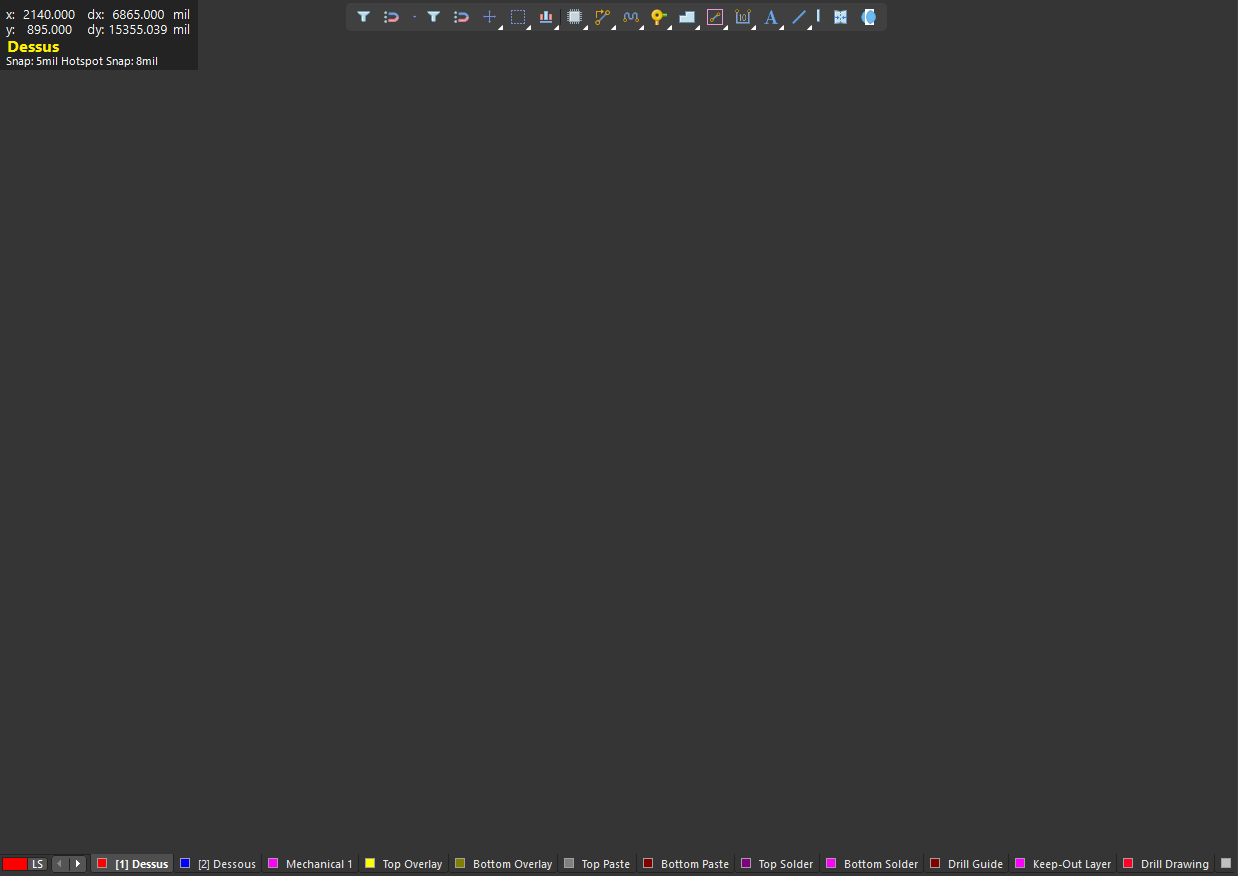 x: 2140.000 dx: 6865.000 mil
y: 895.000 dy: 15355.039 mil
Dessus
Snap: 5mil Hotspot Snap: 8mil
10
A
LS [1] Dessus [2] Dessous Mechanical 1 Top Overlay Bottom Overlay Top Paste Bottom Paste Top Solder Bottom Solder Drill Guide Keep-Out Layer Drill Drawing